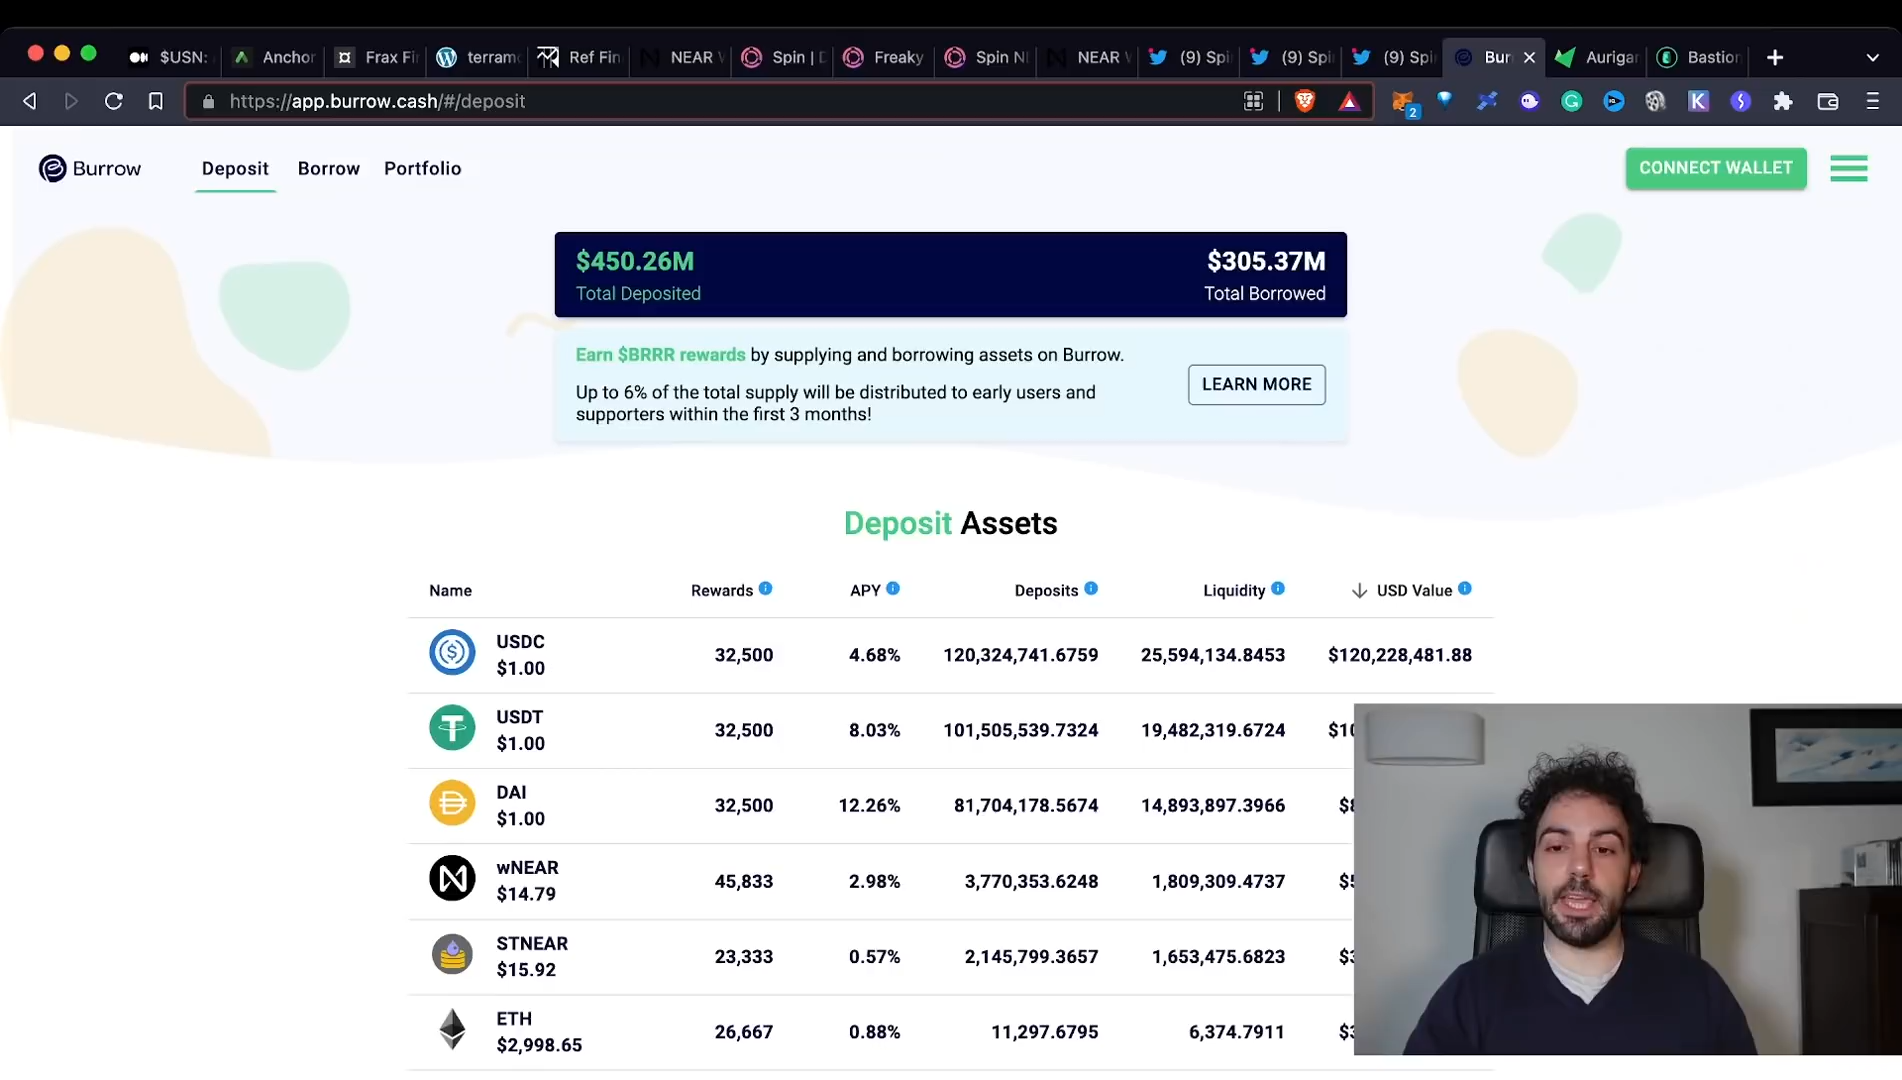 $USN:
Anchor
Frax Fi
terram
Ref Fin
NEAR
Spin | D
Freaky
Spin N
NEAR
(9) Spi
(9) Spi
(9) Spi
Bur
Aurigar
Bastion
https://app.burrow.cash/#/deposit
2
Burrow
Deposit
Borrow
Portfolio
CONNECT WALLET
$450.26M
$305.37M
Total Deposited
Total Borrowed
Earn $BRRR rewards by supplying and borrowing assets on Burrow.
Up to 6% of the total supply will be distributed to early users and
supporters within the first 3 months!
LEARN MORE
Deposit Assets
Name Rewards APY Deposits Liquidity USD Value
USDC
$1.00
32,500 4.68% 120,324,741.6759 25,594,134.8453 $120,228,481.88
USDT
$1.00
32,500 8.03% 101,505,539.7324 19,482,319.6724 $10
DAI
$1.00
32,500 12.26% 81,704,178.5674 14,893,897.3966 $8
wNEAR
$14.79
45,833 2.98% 3,770,353.6248 1,809,309.4737 $5
STNEAR
$15.92
23,333 0.57% 2,145,799.3657 1,653,475.6823 $3
ETH
$2,998.65
26,667 0.88% 11,297.6795 6,374.7911 $3